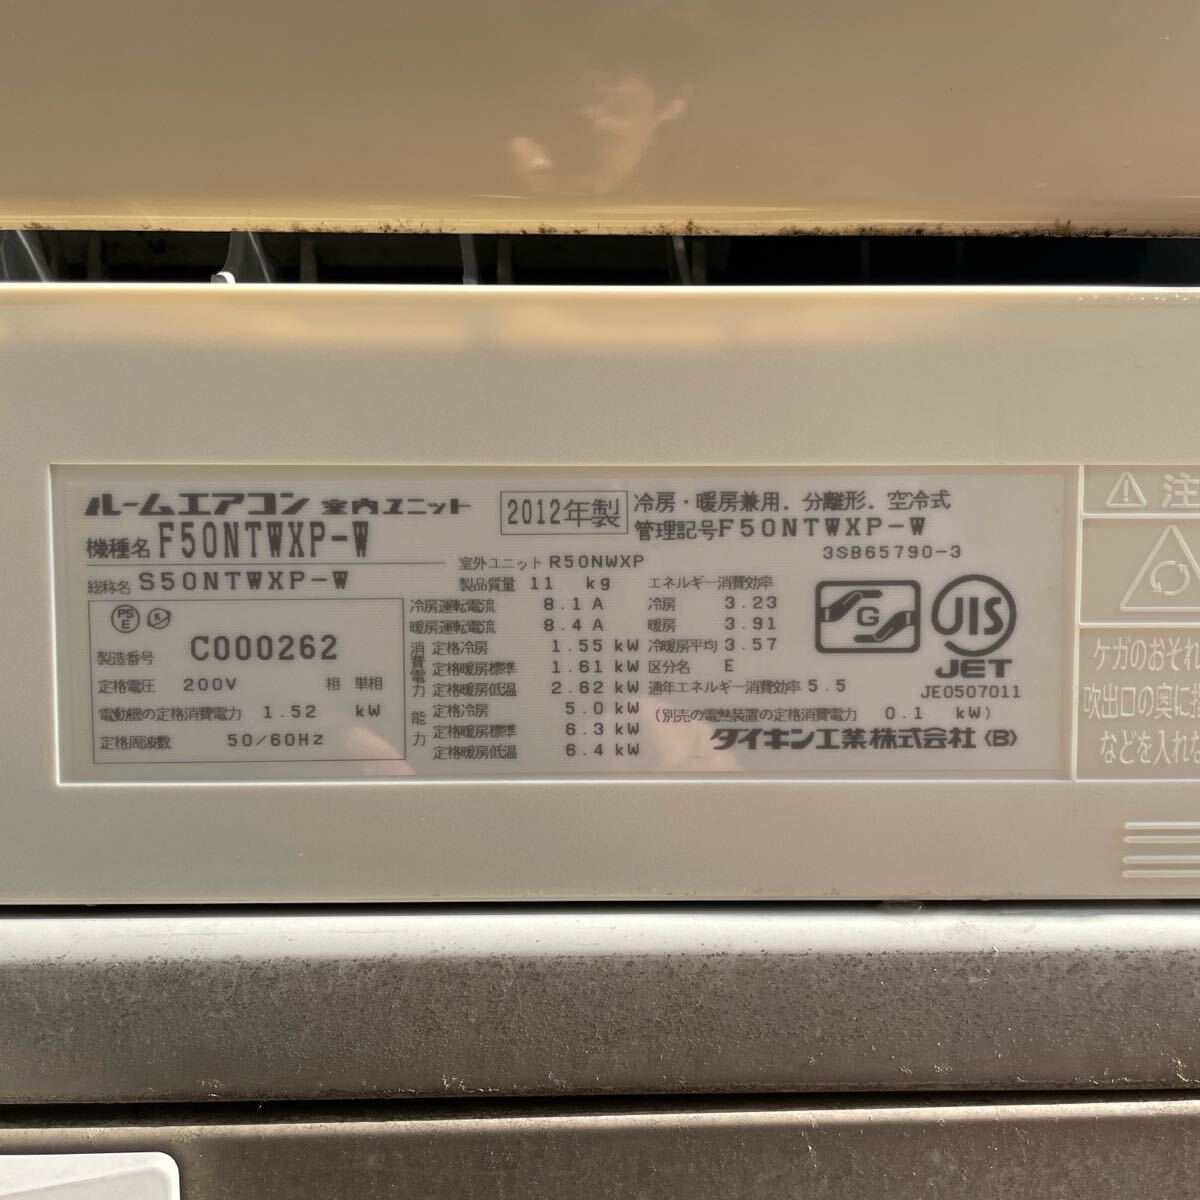 ルームエアコン 室内ユニット
2012年製
冷房・暖房兼用．分離形．空冷式
機種名 F50NTWXP-W
管理記号F50NTWXP-W
3SB65790-3
総称名 S50NTWXP-W
室外ユニット R50NWXP
製品質量 11 kg
PS E
製造番号 C000262
定格電圧 200V 相 単相
電動機の定格消費電力 1.52 kW
定格周波数 50/60Hz
冷房運転電流 8.1 A
暖房運転電流 8.4 A
消費電力
定格冷房 1.55 kW
定格暖房標準 1.61 kW
定格暖房低温 2.62 kW
能力
定格冷房 5.0 kW
定格暖房標準 6.3 kW
定格暖房低温 6.4 kW
エネルギー消費効率
冷房 3.23
暖房 3.91
冷暖房平均 3.57
区分名 E
通年エネルギー消費効率 5.5
(別売の電熱装置の定格消費電力 0.1 kW)
ダイキン工業株式会社〈B〉
G
JIS
JET
JE0507011
注
ケガのおそれ
吹出口の奥に指
などを入れな